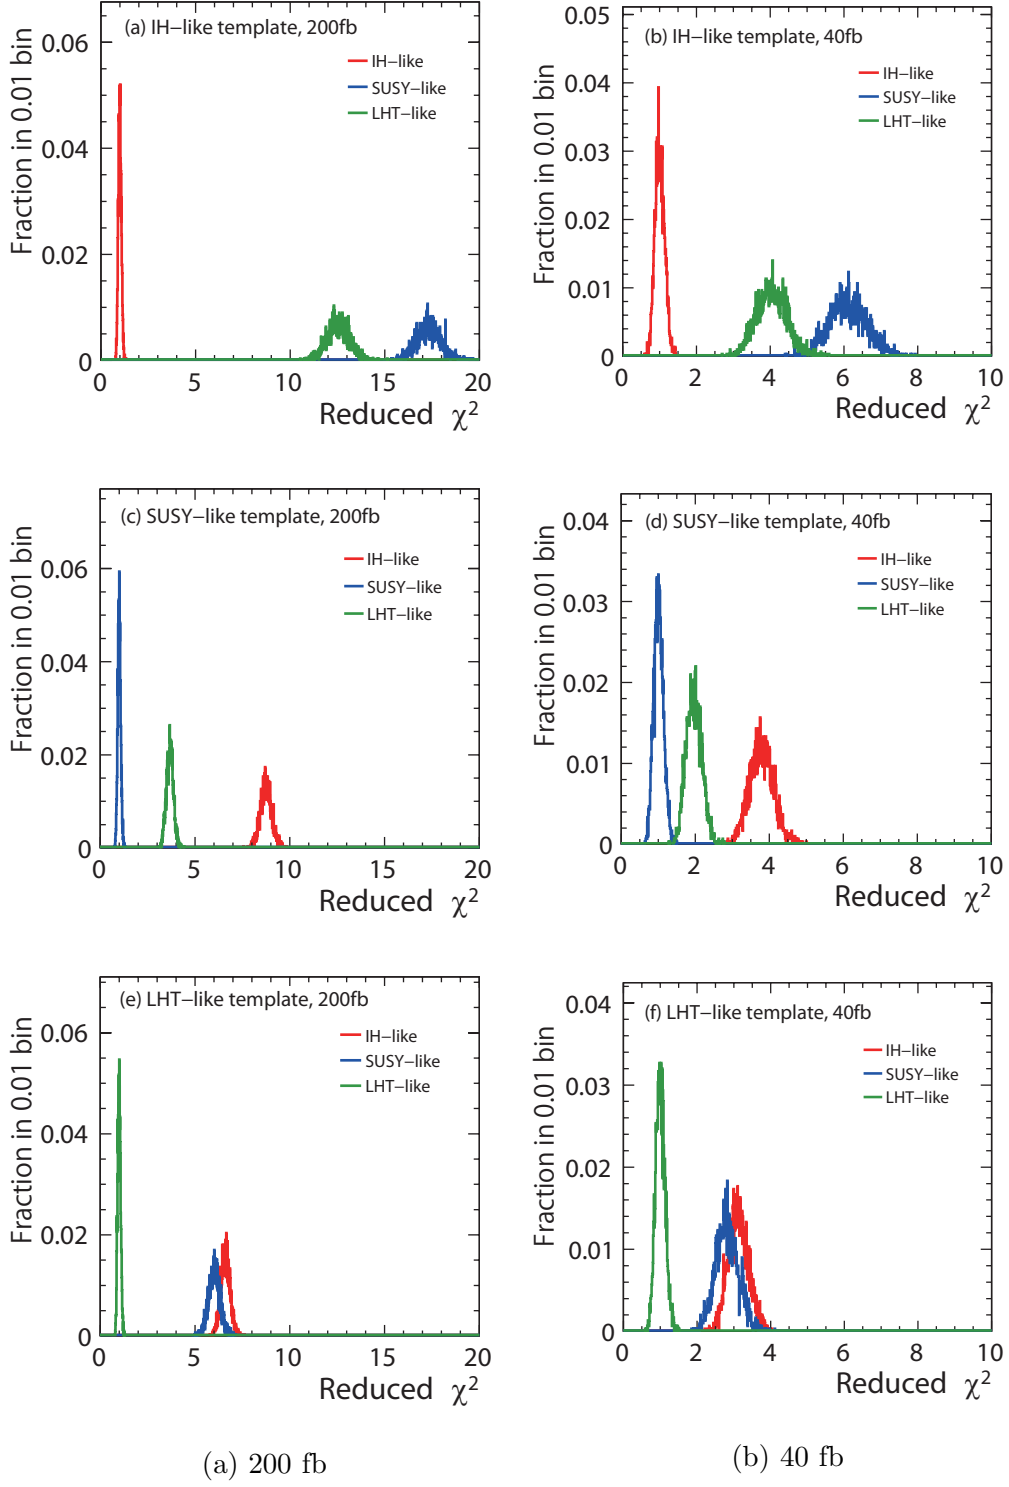 (a) IH−like template, 200fb
IH−like
SUSY−like
LHT−like
Fraction in 0.01 bin
0.06
0.04
0.02
0
0 5 10 15 20
Reduced χ²
(b) IH−like template, 40fb
IH−like
SUSY−like
LHT−like
Fraction in 0.01 bin
0.05
0.04
0.03
0.02
0.01
0
0 2 4 6 8 10
Reduced χ²
(c) SUSY−like template, 200fb
IH−like
SUSY−like
LHT−like
Fraction in 0.01 bin
0.06
0.04
0.02
0
0 5 10 15 20
Reduced χ²
(d) SUSY−like template, 40fb
IH−like
SUSY−like
LHT−like
Fraction in 0.01 bin
0.04
0.03
0.02
0.01
0
0 2 4 6 8 10
Reduced χ²
(e) LHT−like template, 200fb
IH−like
SUSY−like
LHT−like
Fraction in 0.01 bin
0.06
0.04
0.02
0
0 5 10 15 20
Reduced χ²
(f) LHT−like template, 40fb
IH−like
SUSY−like
LHT−like
Fraction in 0.01 bin
0.04
0.03
0.02
0.01
0
0 2 4 6 8 10
Reduced χ²
(a) 200 fb
(b) 40 fb